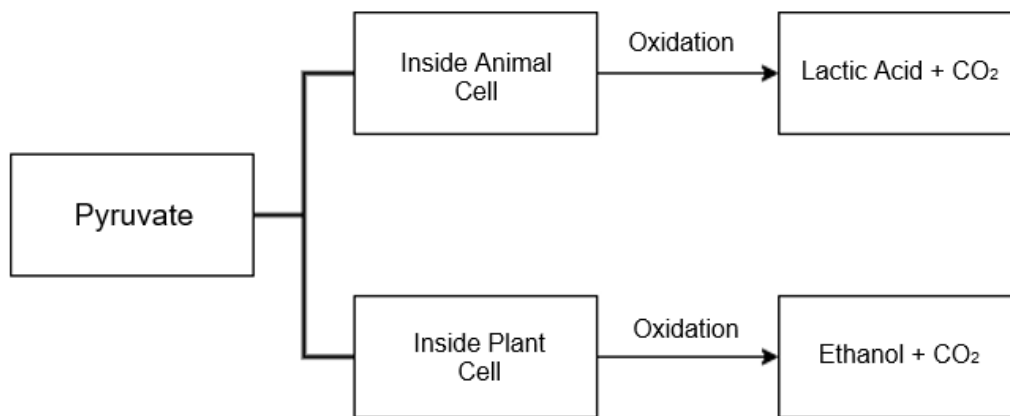 Pyruvate
Inside Animal
Cell
Oxidation
Lactic Acid + CO₂
Inside Plant
Cell
Oxidation
Ethanol + CO₂